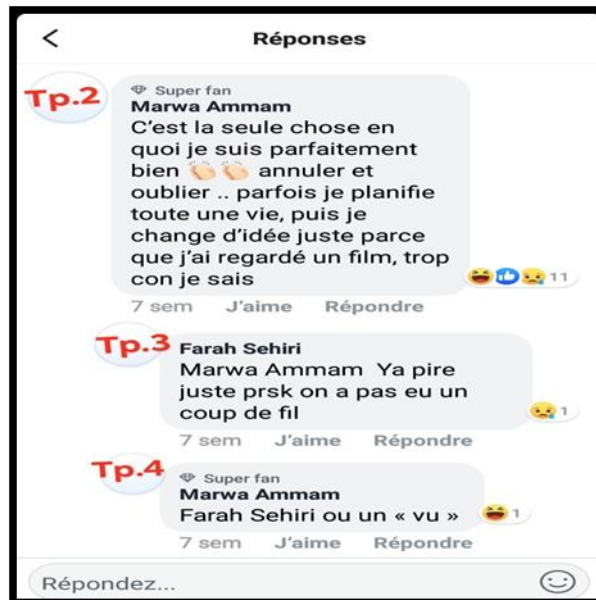 Réponses
Tp.2
Super fan
Marwa Ammam
C'est la seule chose en
quoi je suis parfaitement
bien 👏🏻 👏🏻 annuler et
oublier .. parfois je planifie
toute une vie, puis je
change d'idée juste parce
que j'ai regardé un film, trop
con je sais
11
7 sem J'aime Répondre
Tp.3
Farah Sehiri
Marwa Ammam Ya pire
juste prsk on a pas eu un
coup de fil
1
7 sem J'aime Répondre
Tp.4
Super fan
Marwa Ammam
Farah Sehiri ou un « vu »
1
7 sem J'aime Répondre
Répondez...